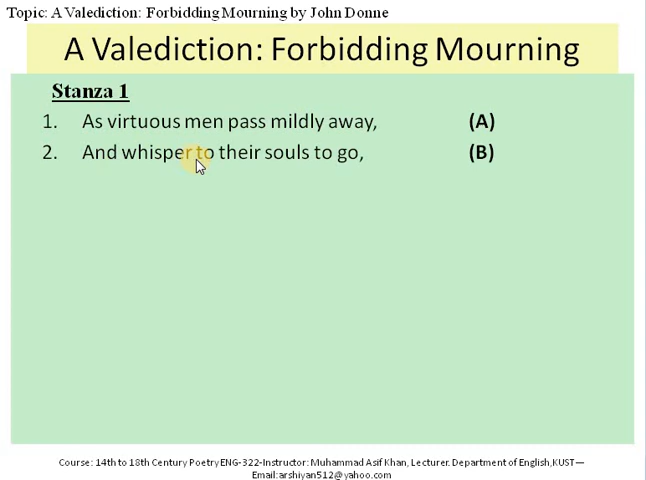 Topic: A Valediction: Forbidding Mourning by John Donne
A Valediction: Forbidding Mourning
Stanza 1
1. As virtuous men pass mildly away, (A)
2. And whisper to their souls to go, (B)
Course: 14th to 18th Century Poetry ENG-322-Instructor: Muhammad Asif Khan, Lecturer. Department of English,KUST—
Email:arshiyan512@yahoo.com